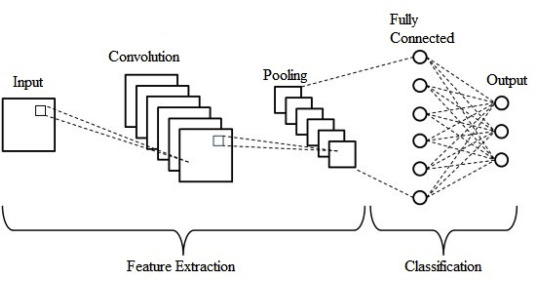 Input
Convolution
Pooling
Fully
Connected
Output
Feature Extraction
Classification